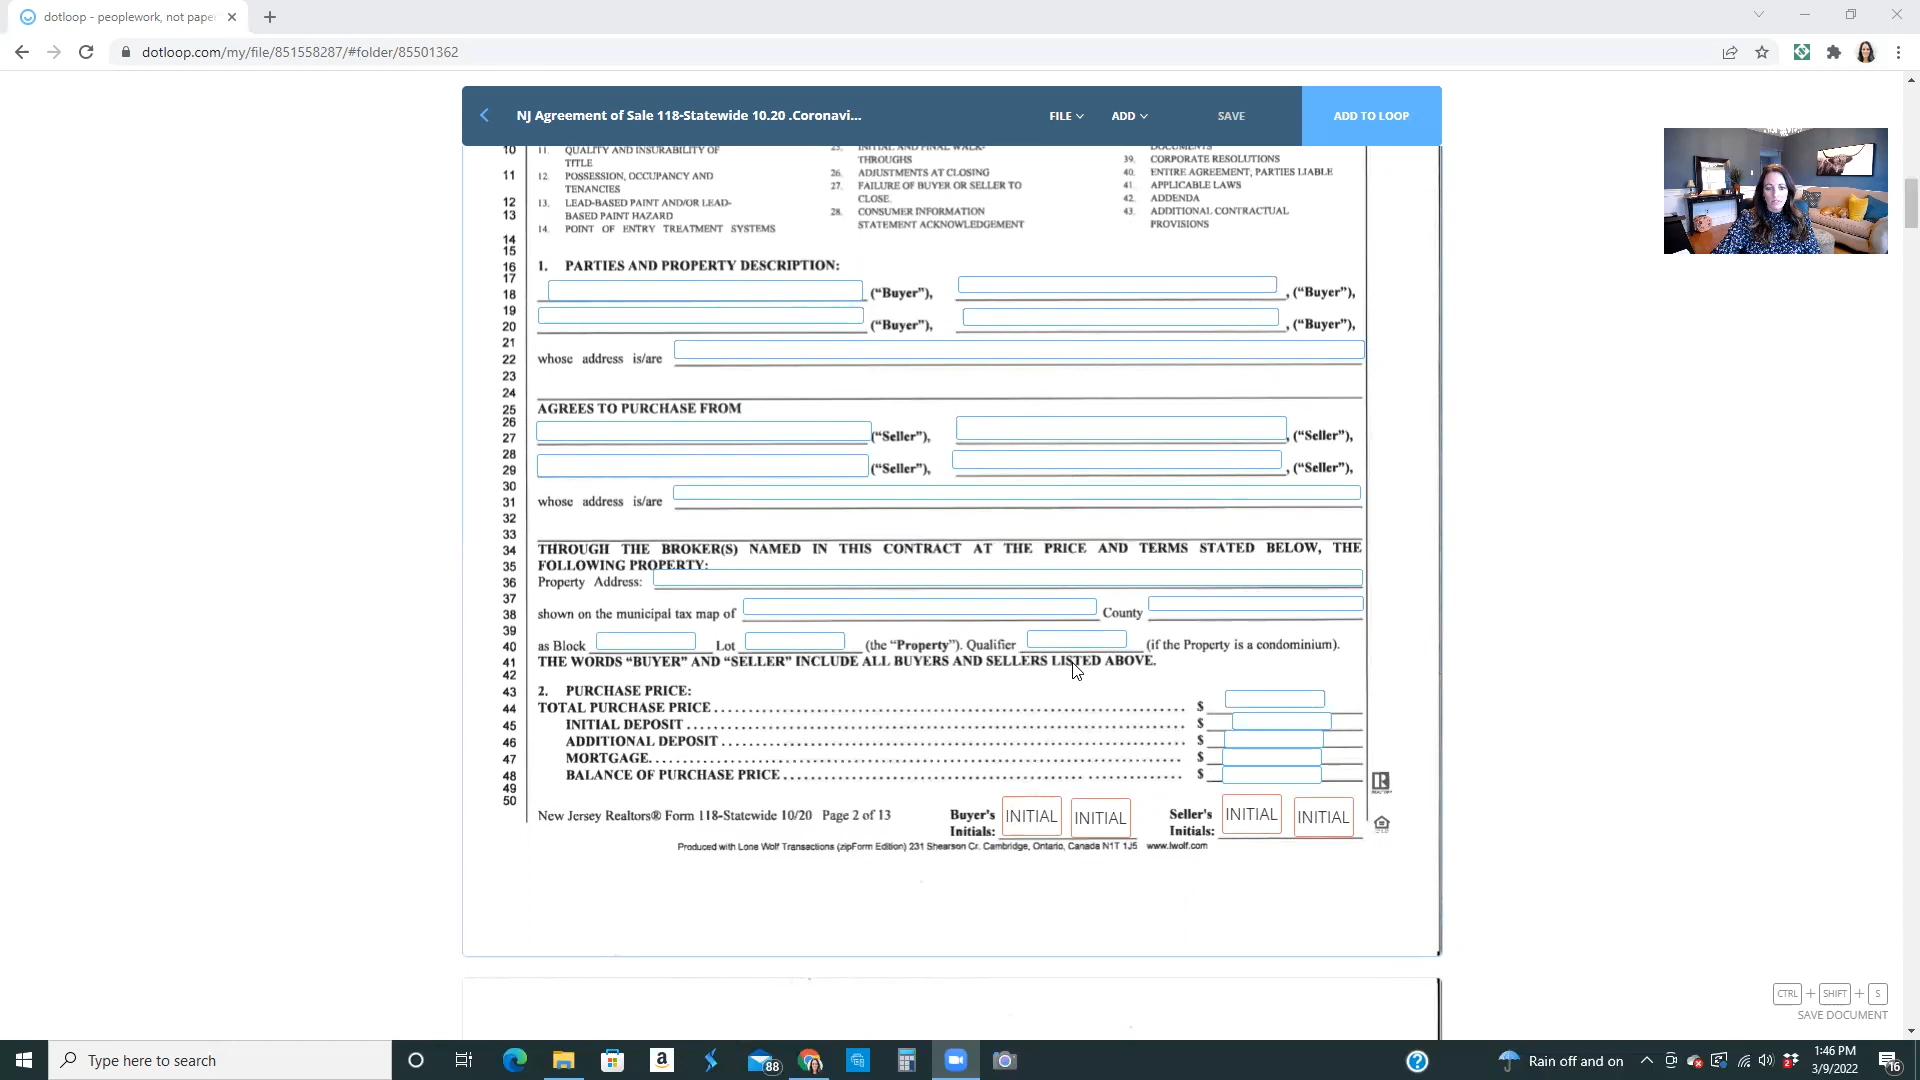 dotloop - peoplework, not pape
dotloop.com/my/file/851558287/#folder/85501362
NJ Agreement of Sale 118-Statewide 10.20 .Coronavi...
FILE
ADD
SAVE
ADD TO LOOP
10 11. QUALITY AND INSURABILITY OF TITLE
11 12. POSSESSION, OCCUPANCY AND TENANCIES
12 13. LEAD-BASED PAINT AND/OR LEAD-
13 BASED PAINT HAZARD
14. POINT OF ENTRY TREATMENT SYSTEMS
25. INITIAL AND FINAL WALK-
THROUGHS
26. ADJUSTMENTS AT CLOSING
27. FAILURE OF BUYER OR SELLER TO
CLOSE.
28. CONSUMER INFORMATION
STATEMENT ACKNOWLEDGEMENT
DOCUMENTS
39. CORPORATE RESOLUTIONS
40. ENTIRE AGREEMENT, PARTIES LIABLE
41. APPLICABLE LAWS
42. ADDENDA
43. ADDITIONAL CONTRACTUAL
PROVISIONS
14
15
16 1. PARTIES AND PROPERTY DESCRIPTION:
17
18 ("Buyer"), , ("Buyer"),
19
20 ("Buyer"), , ("Buyer"),
21
22 whose address is/are
23
24
25 AGREES TO PURCHASE FROM
26
27 ("Seller"), , ("Seller"),
28
29 ("Seller"), , ("Seller"),
30
31 whose address is/are
32
33
34 THROUGH THE BROKER(S) NAMED IN THIS CONTRACT AT THE PRICE AND TERMS STATED BELOW, THE
35 FOLLOWING PROPERTY:
36 Property Address:
37
38 shown on the municipal tax map of County
39
40 as Block Lot (the "Property"). Qualifier (if the Property is a condominium).
41 THE WORDS "BUYER" AND "SELLER" INCLUDE ALL BUYERS AND SELLERS LISTED ABOVE.
42
43 2. PURCHASE PRICE:
44 TOTAL PURCHASE PRICE $
45 INITIAL DEPOSIT $
46 ADDITIONAL DEPOSIT $
47 MORTGAGE $
48 BALANCE OF PURCHASE PRICE $
49
50
New Jersey Realtors® Form 118-Statewide 10/20 Page 2 of 13
Buyer's
Initials:
INITIAL INITIAL
Seller's
Initials:
INITIAL INITIAL
Produced with Lone Wolf Transactions (zipForm Edition) 231 Shearson Cr. Cambridge, Ontario, Canada N1T 1J5 www.lwolf.com
CTRL + SHIFT + S
SAVE DOCUMENT
Type here to search
88
Rain off and on
2
1:46 PM
3/9/2022
16